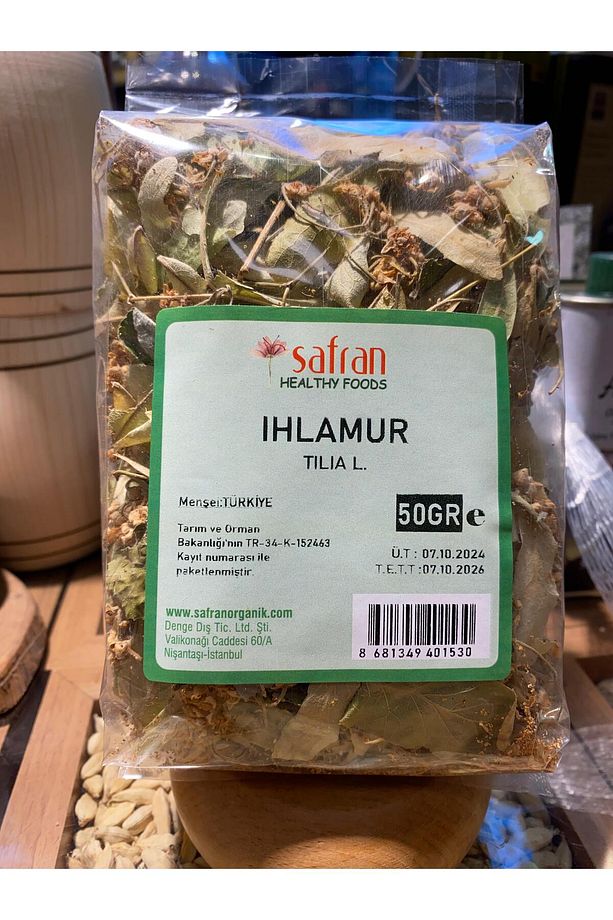 safran
HEALTHY FOODS
IHLAMUR
TILIA L.
Menşei:TÜRKİYE
50GR e
Tarım ve Orman
Bakanlığı'nın TR-34-K-152463
Kayıt numarası ile
paketlenmiştir.
Ü.T : 07.10.2024
T.E.T.T :07.10.2026
www.safranorganik.com
Denge Dış Tic. Ltd. Şti.
Valikonağı Caddesi 60/A
Nişantaşı-İstanbul
8 681349 401530